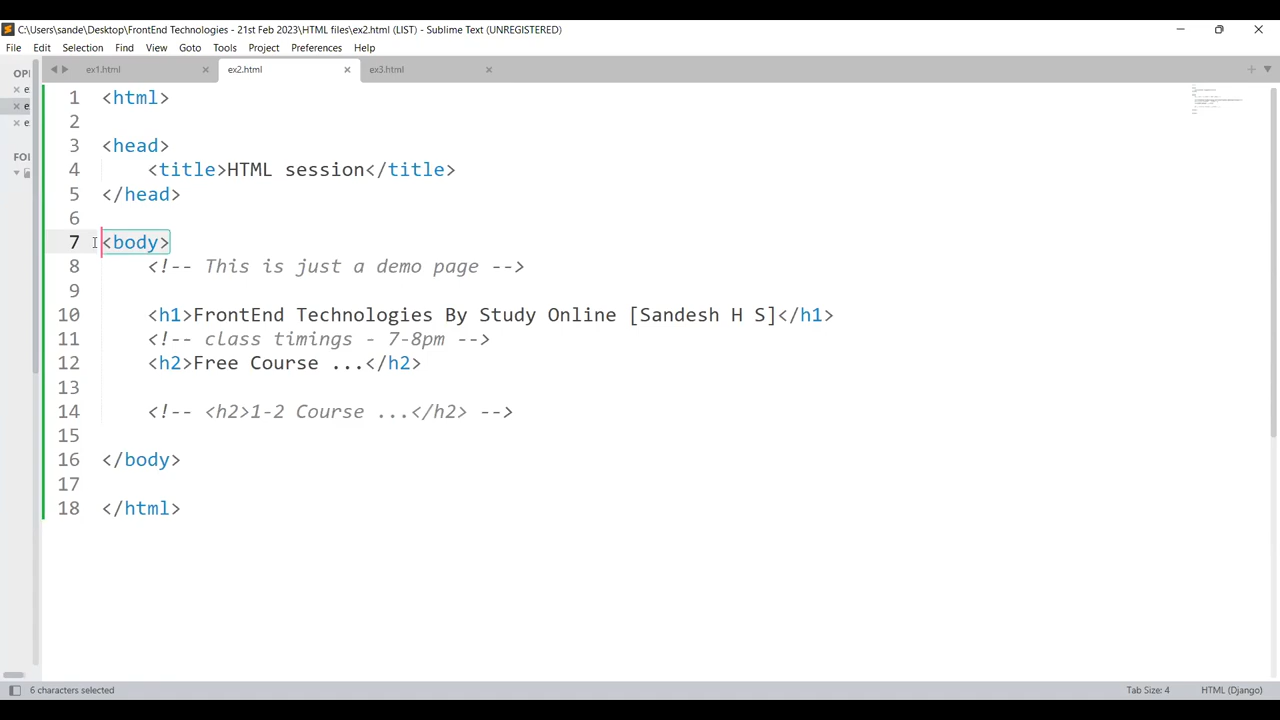 C:\Users\sande\Desktop\FrontEnd Technologies - 21st Feb 2023\HTML files\ex2.html (LIST) - Sublime Text (UNREGISTERED)
File Edit Selection Find View Goto Tools Project Preferences Help
ex1.html ex2.html ex3.html
1 <html>
2
3 <head>
4 <title>HTML session</title>
5 </head>
6
7 <body>
8 <!-- This is just a demo page -->
9
10 <h1>FrontEnd Technologies By Study Online [Sandesh H S]</h1>
11 <!-- class timings - 7-8pm -->
12 <h2>Free Course ...</h2>
13
14 <!-- <h2>1-2 Course ...</h2> -->
15
16 </body>
17
18 </html>
6 characters selected
Tab Size: 4 HTML (Django)